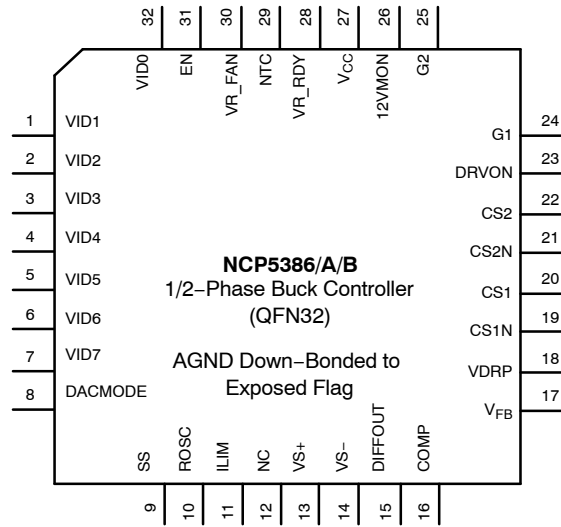 32 31 30 29 28 27 26 25
VID0 EN VR_FAN NTC VR_RDY VCC 12VMON G2
1 VID1
2 VID2
3 VID3
4 VID4
5 VID5
6 VID6
7 VID7
8 DACMODE
NCP5386/A/B
1/2−Phase Buck Controller
(QFN32)
AGND Down−Bonded to
Exposed Flag
G1 24
DRVON 23
CS2 22
CS2N 21
CS1 20
CS1N 19
VDRP 18
VFB 17
SS ROSC ILIM NC VS+ VS− DIFFOUT COMP
9 10 11 12 13 14 15 16